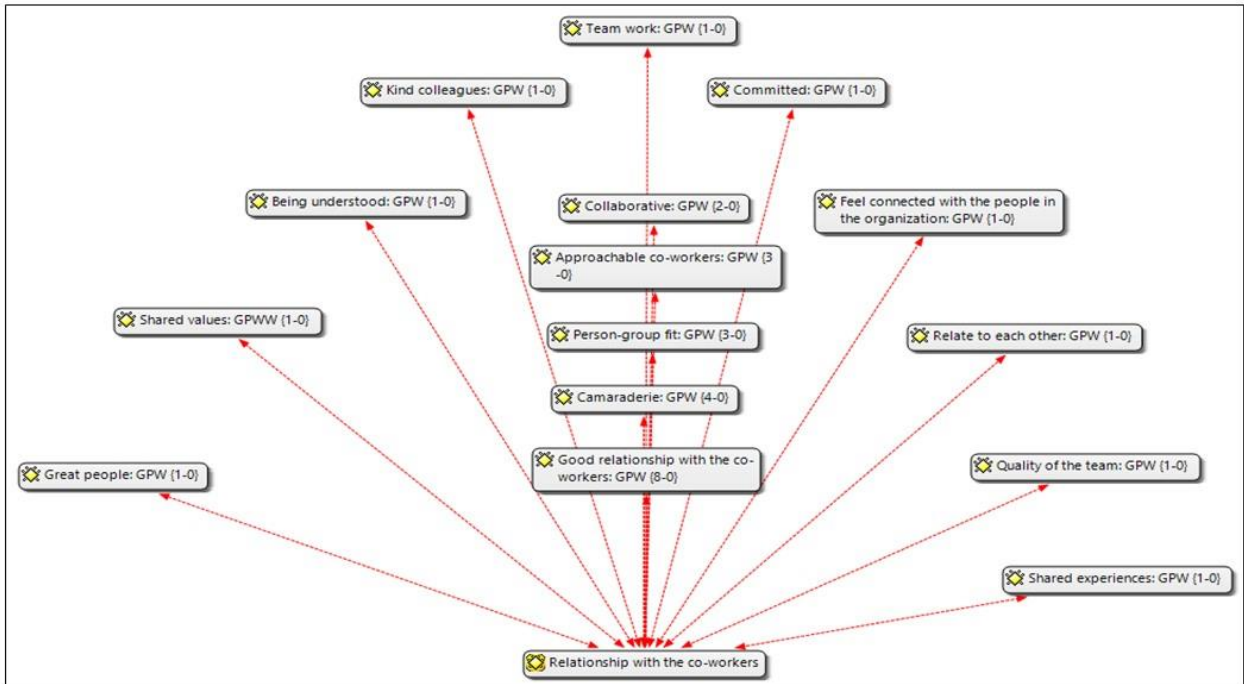 Team work: GPW {1-0}
Kind colleagues: GPW {1-0}
Committed: GPW {1-0}
Being understood: GPW {1-0}
Collaborative: GPW {2-0}
Feel connected with the people in
the organization: GPW {1-0}
Approachable co-workers: GPW {3
-0}
Shared values: GPWW {1-0}
Person-group fit: GPW {3-0}
Relate to each other: GPW {1-0}
Camaraderie: GPW {4-0}
Great people: GPW {1-0}
Good relationship with the co-
workers: GPW {8-0}
Quality of the team: GPW {1-0}
Shared experiences: GPW {1-0}
Relationship with the co-workers